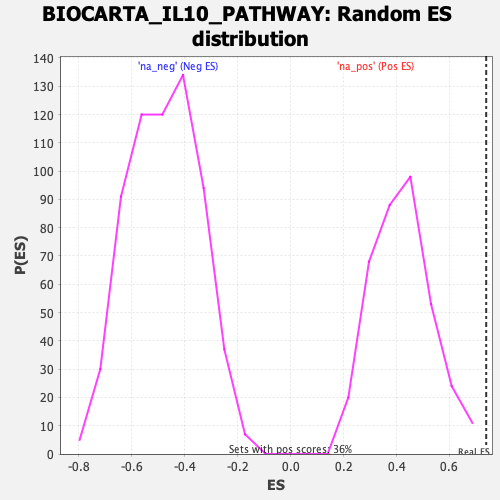 BIOCARTA_IL10_PATHWAY: Random ES
distribution
'na_neg' (Neg ES)
'na_pos' (Pos ES)
140
130
120
110
100
90
80
70
60
50
40
30
20
10
0
P(ES)
Sets with pos scores: 36%
Real ES
-0.8 -0.6 -0.4 -0.2 0.0 0.2 0.4 0.6
ES